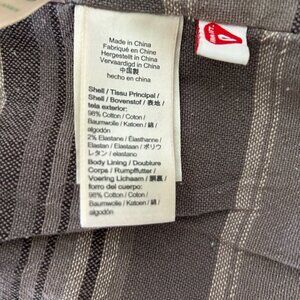 Made in China
Fabriqué en China
Hergestellt in China
Vervaardigd in China
中国製
hecho en china
Shell / Tissu Principal /
Shell / Bovenstof / 表地 /
tela exterior:
98% Cotton / Coton /
Baumwolle / Katoen / 綿 /
algodón
2% Elastane / Élasthanne /
Elastan / Elastaan / ポリウ
レタン / elastano
Body Lining / Doublure
Corps / Rumpffutter /
Voering Lichaam / 胴裏 /
forro del cuerpo:
98% Cotton / Coton /
Baumwolle / Katoen / 綿 /
algodón